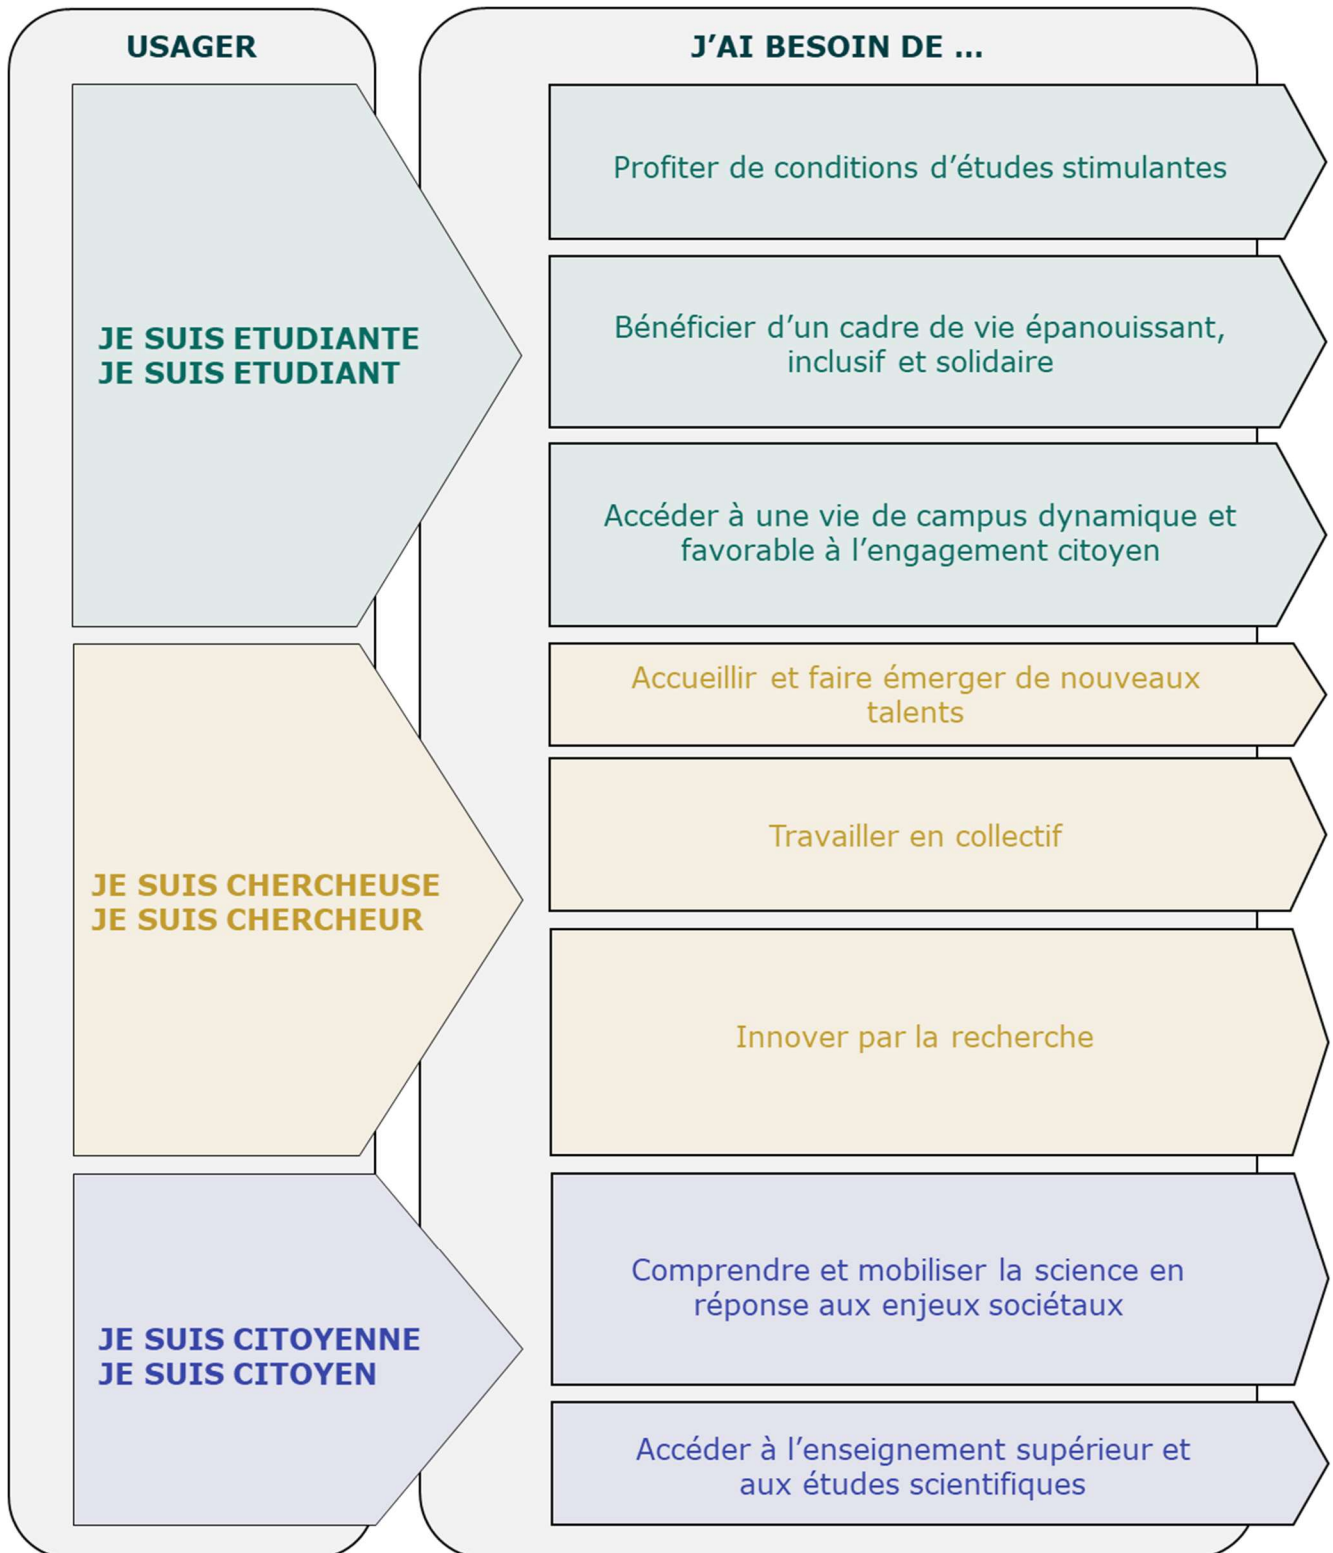 USAGER
J’AI BESOIN DE ...
JE SUIS ETUDIANTE
JE SUIS ETUDIANT
Profiter de conditions d’études stimulantes
Bénéficier d’un cadre de vie épanouissant,
inclusif et solidaire
Accéder à une vie de campus dynamique et
favorable à l’engagement citoyen
JE SUIS CHERCHEUSE
JE SUIS CHERCHEUR
Accueillir et faire émerger de nouveaux
talents
Travailler en collectif
Innover par la recherche
JE SUIS CITOYENNE
JE SUIS CITOYEN
Comprendre et mobiliser la science en
réponse aux enjeux sociétaux
Accéder à l’enseignement supérieur et
aux études scientifiques